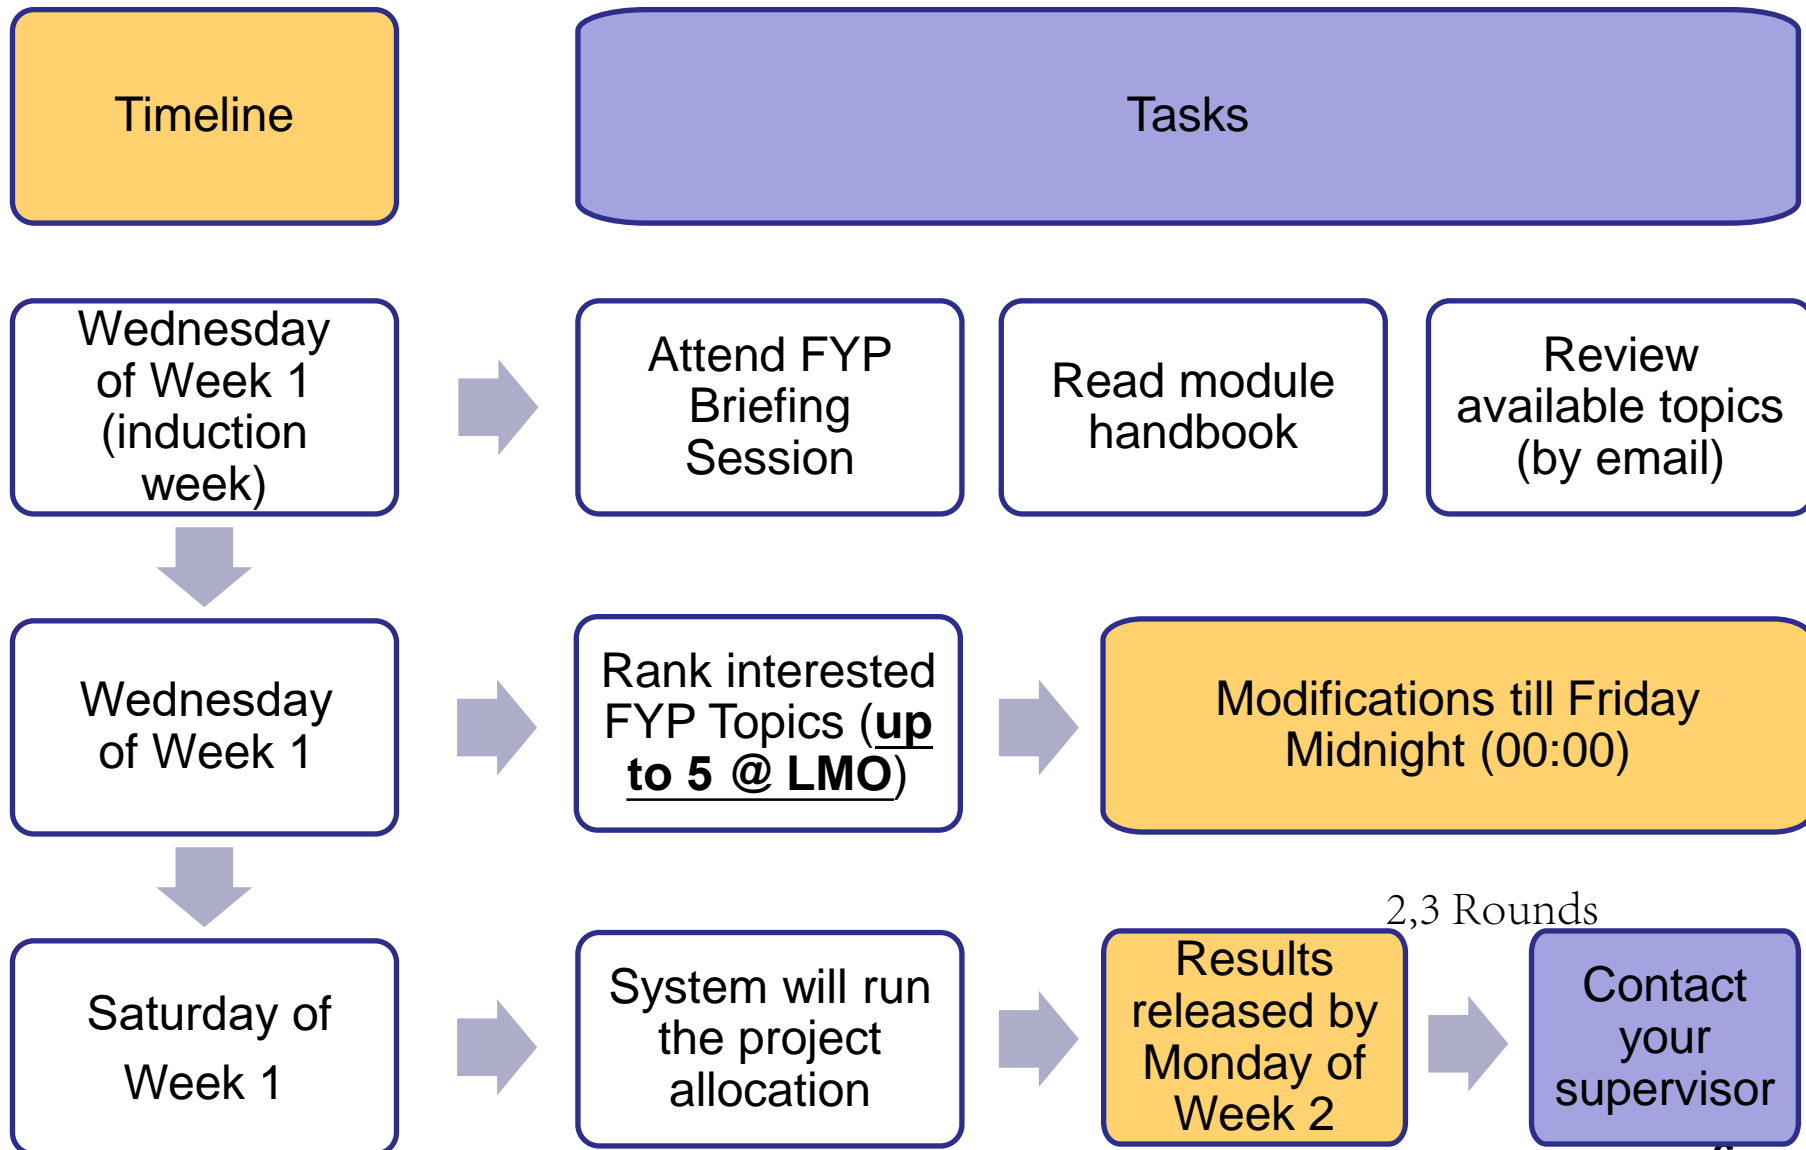 Timeline
Tasks
Wednesday
of Week 1
(induction
week)
Attend FYP
Briefing
Session
Read module
handbook
Review
available topics
(by email)
Wednesday
of Week 1
Rank interested
FYP Topics (up
to 5 @ LMO)
Modifications till Friday
Midnight (00:00)
2,3 Rounds
Saturday of
Week 1
System will run
the project
allocation
Results
released by
Monday of
Week 2
Contact
your
supervisor